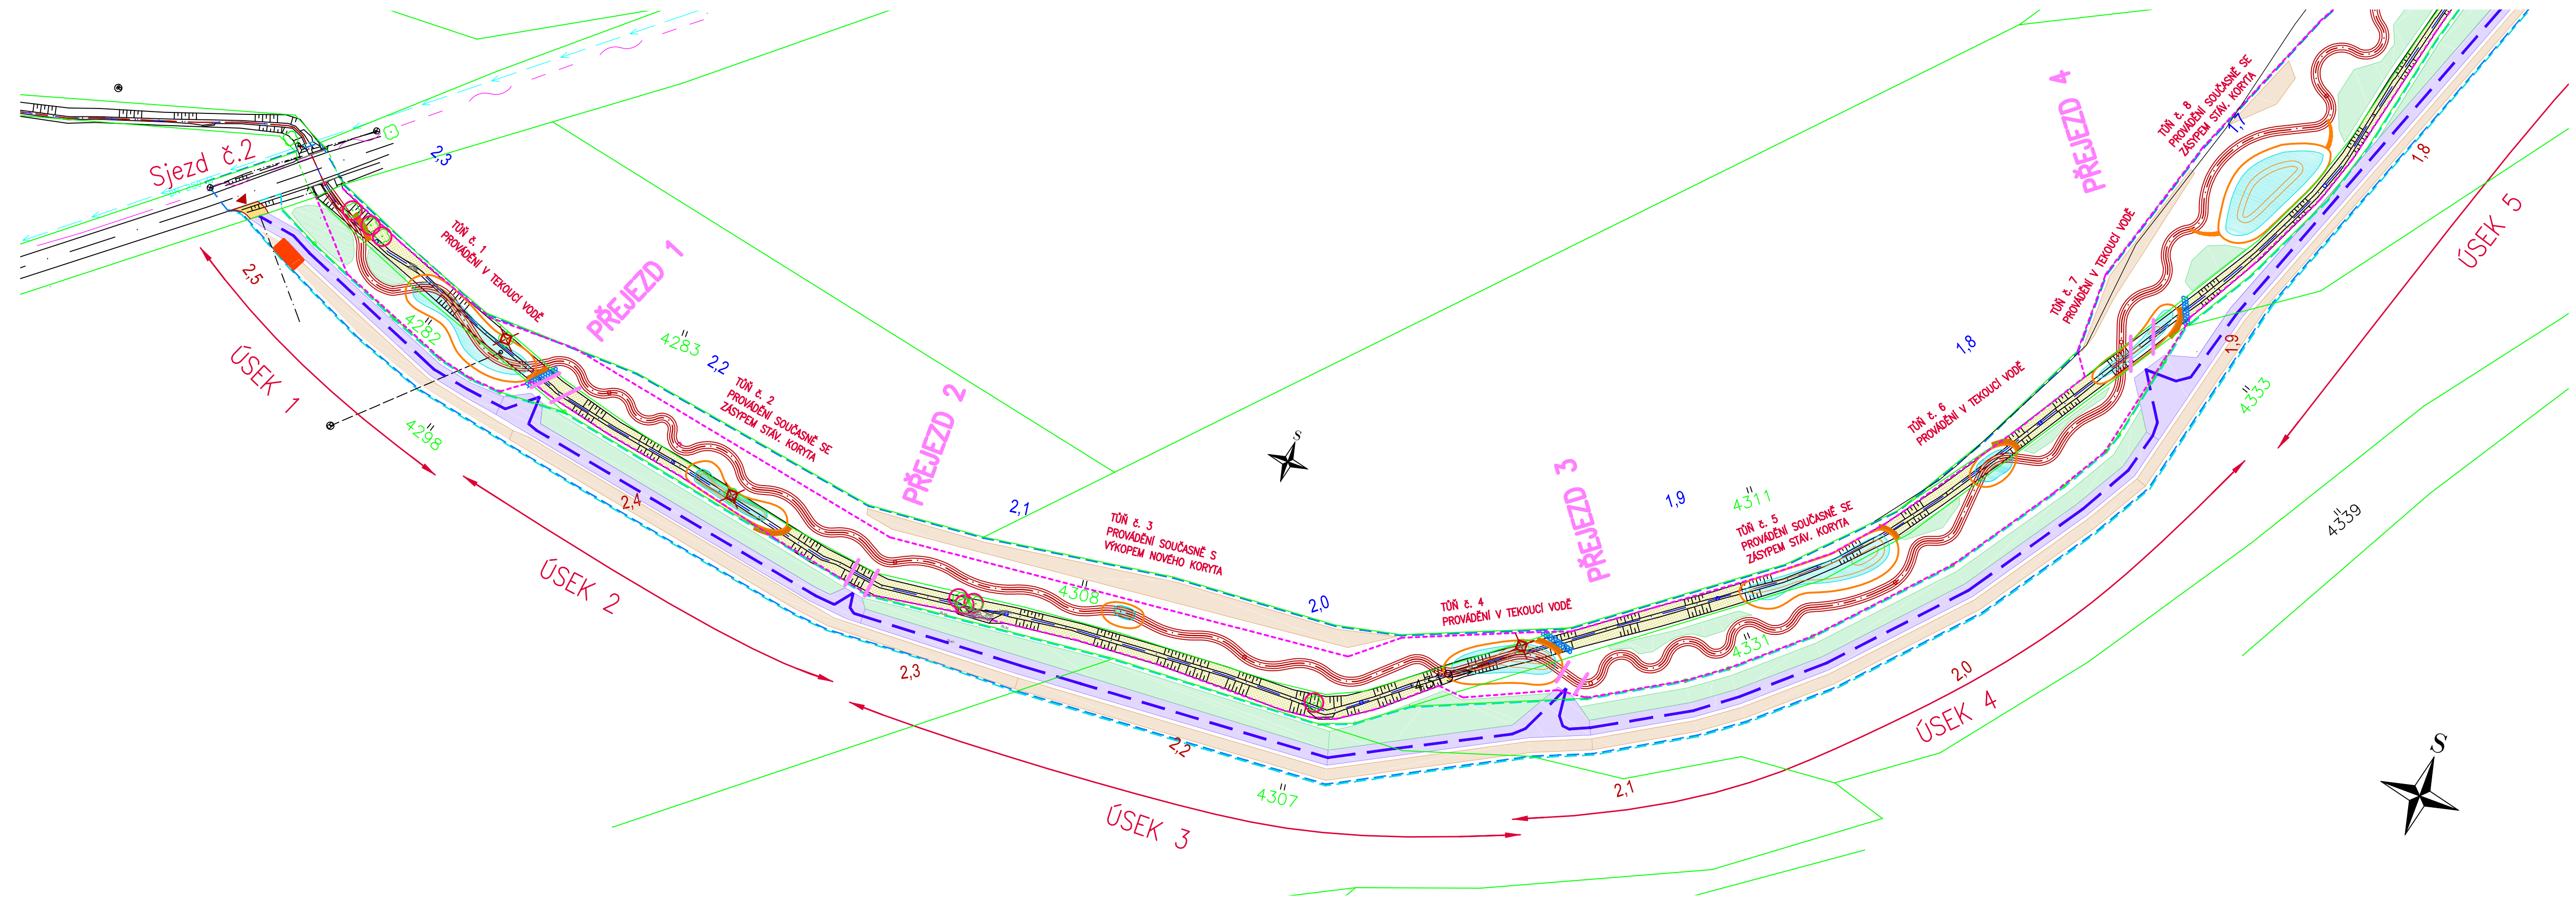 Sjezd č.2
2,3
2,5
ÚSEK 1
4282
4298
TŮŇ č. 1
PROVÁDĚNÍ V TEKOUCÍ VODĚ
PŘEJEZD 1
4283
2,2
TŮŇ č. 2
PROVÁDĚNÍ SOUČASNĚ SE
ZÁSYPEM STÁV. KORYTA
2,4
ÚSEK 2
PŘEJEZD 2
2,1
TŮŇ č. 3
PROVÁDĚNÍ SOUČASNĚ S
VÝKOPEM NOVÉHO KORYTA
4308
2,0
2,3
2,2
4307
ÚSEK 3
S
TŮŇ č. 4
PROVÁDĚNÍ V TEKOUCÍ VODĚ
PŘEJEZD 3
1,9
4311
TŮŇ č. 5
PROVÁDĚNÍ SOUČASNĚ SE
ZÁSYPEM STÁV. KORYTA
4331
2,1
2,0
ÚSEK 4
1,8
TŮŇ č. 6
PROVÁDĚNÍ V TEKOUCÍ VODĚ
TŮŇ č. 7
PROVÁDĚNÍ V TEKOUCÍ VODĚ
PŘEJEZD 4
TŮŇ č. 8
PROVÁDĚNÍ SOUČASNĚ SE
ZÁSYPEM STÁV. KORYTA
1,7
1,8
1,9
4333
4339
ÚSEK 5
S